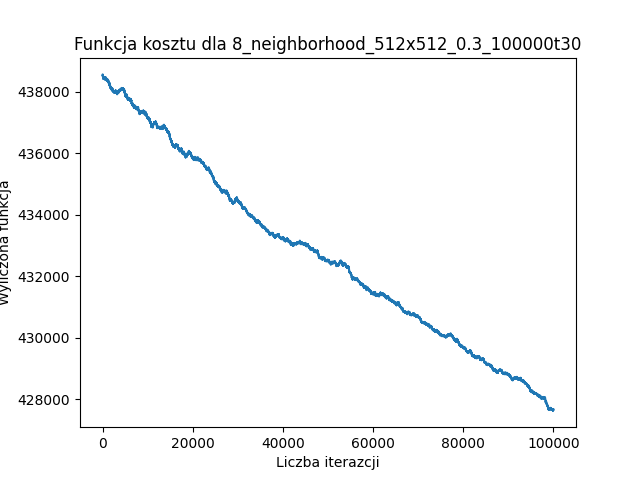 Funkcja kosztu dla 8_neighborhood_512x512_0.3_100000t30
438000
436000
434000
432000
430000
428000
Wyliczona funkcja
0 20000 40000 60000 80000 100000
Liczba iterazcji